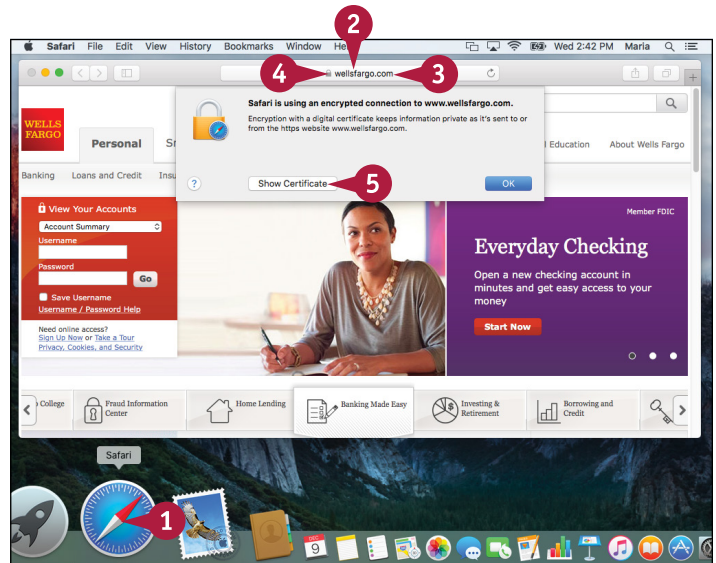 2
Safari File Edit View History Bookmarks Window Wed 2:42 PM Maria
4 wellsfargo.com 3
WELLS
FARGO
Safari is using an encrypted connection to www.wellsfargo.com.
Encryption with a digital certificate keeps information private as it's sent to or
from the https website www.wellsfargo.com.
Personal
Education About Wells Fargo
Banking Loans and Credit
? Show Certificate 5 OK
View Your Accounts
Account Summary
Username
Password
Go
Save Username
Username / Password Help
Need online
access?
Sign Up Now or Take a Tour
Privacy, Cookies, and Security
Member FDIC
Everyday Checking
Open a new checking account in
minutes and get easy access to your
money
Start Now
College
Fraud Information
Center
Home Lending
Banking Made Easy
Investing &
Retirement
Borrowing and
Credit
Safari
1
DEC
9